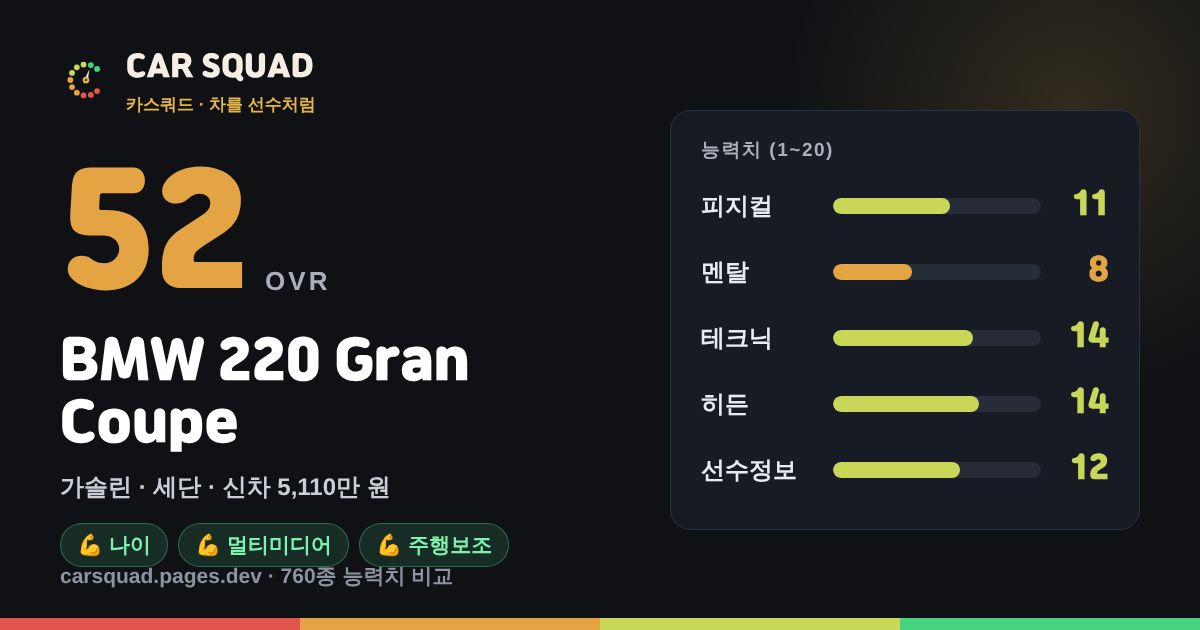 CAR SQUAD
카스쿼드 · 차를 선수처럼
52 OVR
BMW 220 Gran
Coupe
가솔린 · 세단 · 신차 5,110만 원
💪 나이 💪 멀티미디어 💪 주행보조
carsquad.pages.dev · 760종 능력치 비교
능력치 (1~20)
피지컬 11
멘탈 8
테크닉 14
히든 14
선수정보 12